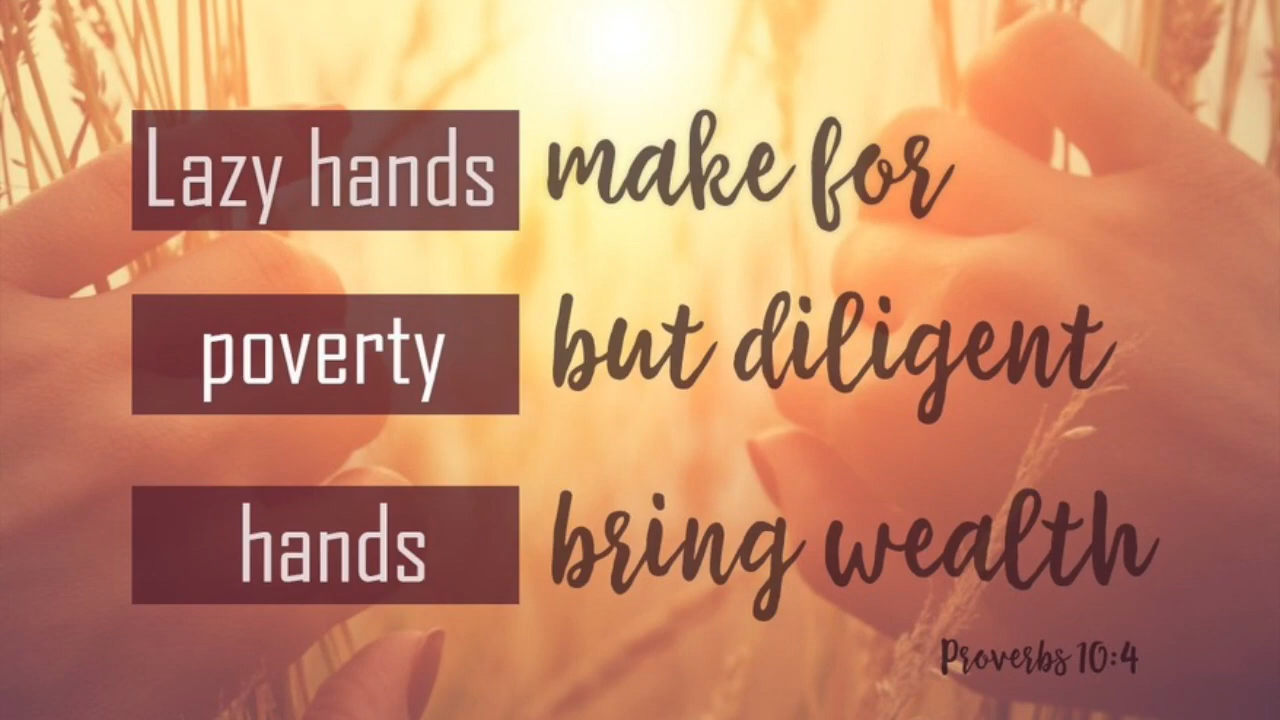 Lazy hands make for
poverty but diligent
hands bring wealth
Proverbs 10:4